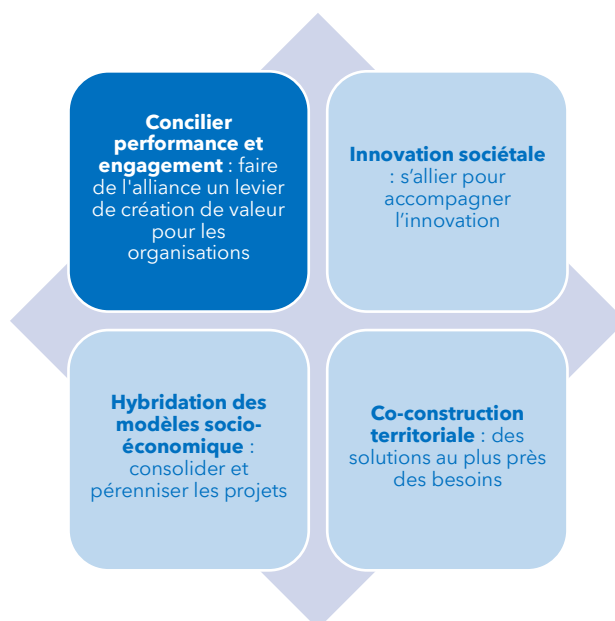 Concilier
performance et
engagement : faire
de l'alliance un levier
de création de valeur
pour les
organisations
Innovation sociétale
: s’allier pour
accompagner
l’innovation
Hybridation des
modèles socio-
économique :
consolider et
pérenniser les projets
Co-construction
territoriale : des
solutions au plus près
des besoins